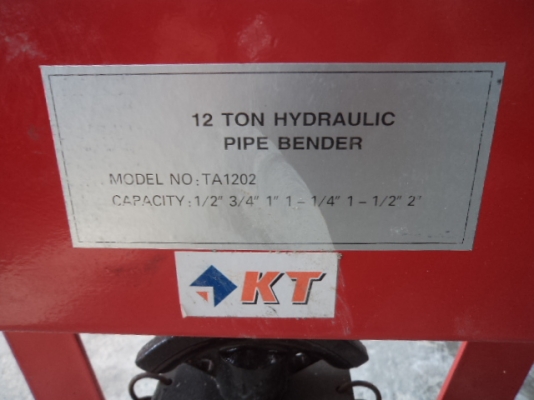 12 TON HYDRAULIC
PIPE BENDER
MODEL NO:TA1202
CAPACITY:1/2" 3/4" 1" 1-1/4" 1-1/2" 2"
KT